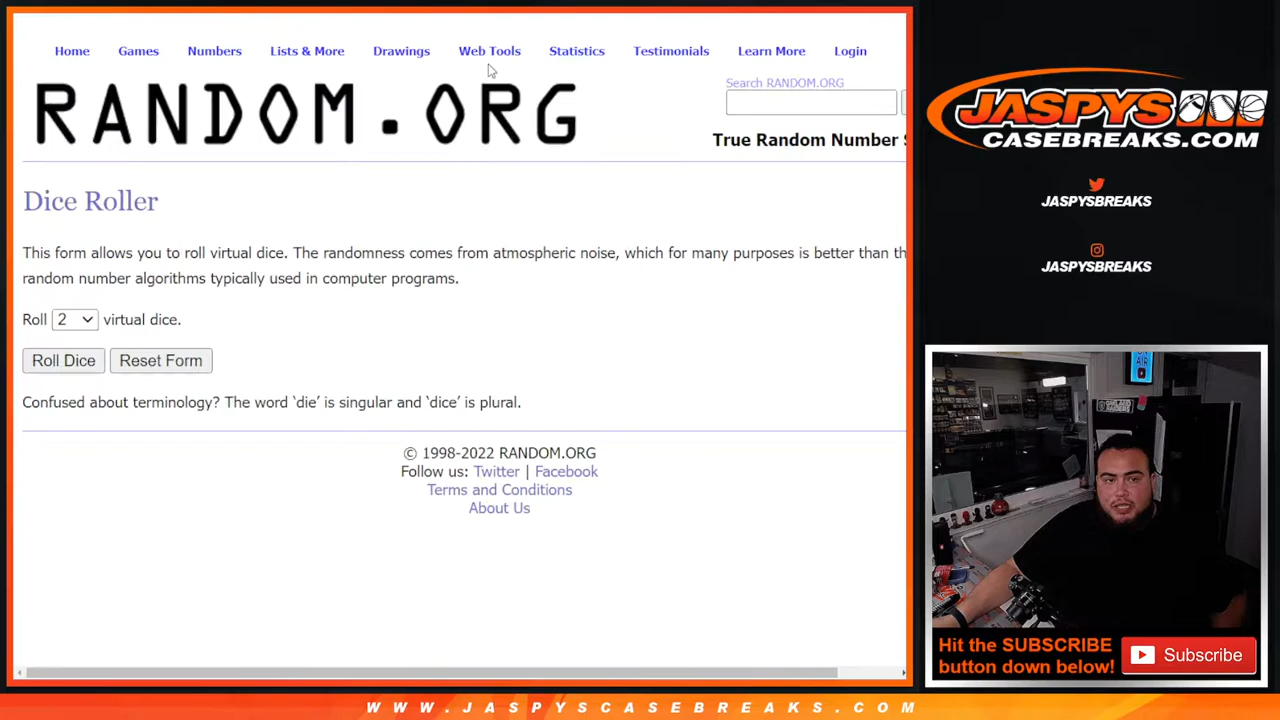 Home Games Numbers Lists & More Drawings Web Tools Statistics Testimonials Learn More Login
RANDOM.ORG
Search RANDOM.ORG
True Random Number
Dice Roller
This form allows you to roll virtual dice. The randomness comes from atmospheric noise, which for many purposes is better than
random number algorithms typically used in computer programs.
Roll 2 virtual dice.
Roll Dice Reset Form
Confused about terminology? The word ‘die’ is singular and ‘dice’ is plural.
© 1998-2022 RANDOM.ORG
Follow us: Twitter | Facebook
Terms and Conditions
About Us
JASPYS
CASEBREAKS.COM
JASPYSBREAKS
JASPYSBREAKS
ON
AIR
Hit the SUBSCRIBE
button down below!
Subscribe
WWW.JASPYSCASEBREAKS.COM